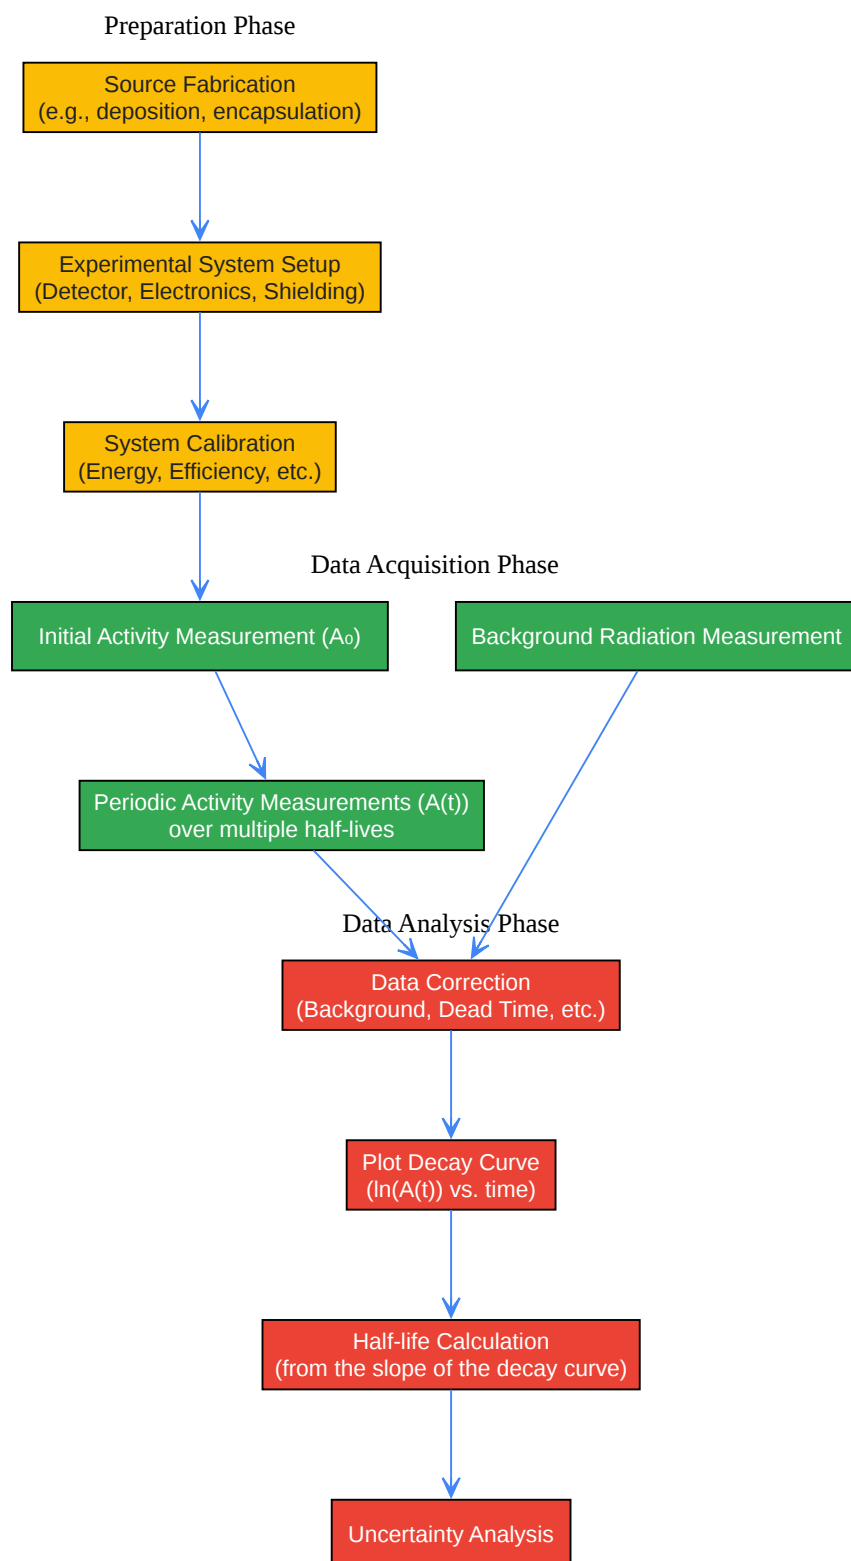 Preparation Phase
Source Fabrication
(e.g., deposition, encapsulation)
Experimental System Setup
(Detector, Electronics, Shielding)
System Calibration
(Energy, Efficiency, etc.)
Data Acquisition Phase
Initial Activity Measurement (A₀)
Background Radiation Measurement
Periodic Activity Measurements (A(t))
over multiple half-lives
Data Analysis Phase
Data Correction
(Background, Dead Time, etc.)
Plot Decay Curve
(ln(A(t)) vs. time)
Half-life Calculation
(from the slope of the decay curve)
Uncertainty Analysis